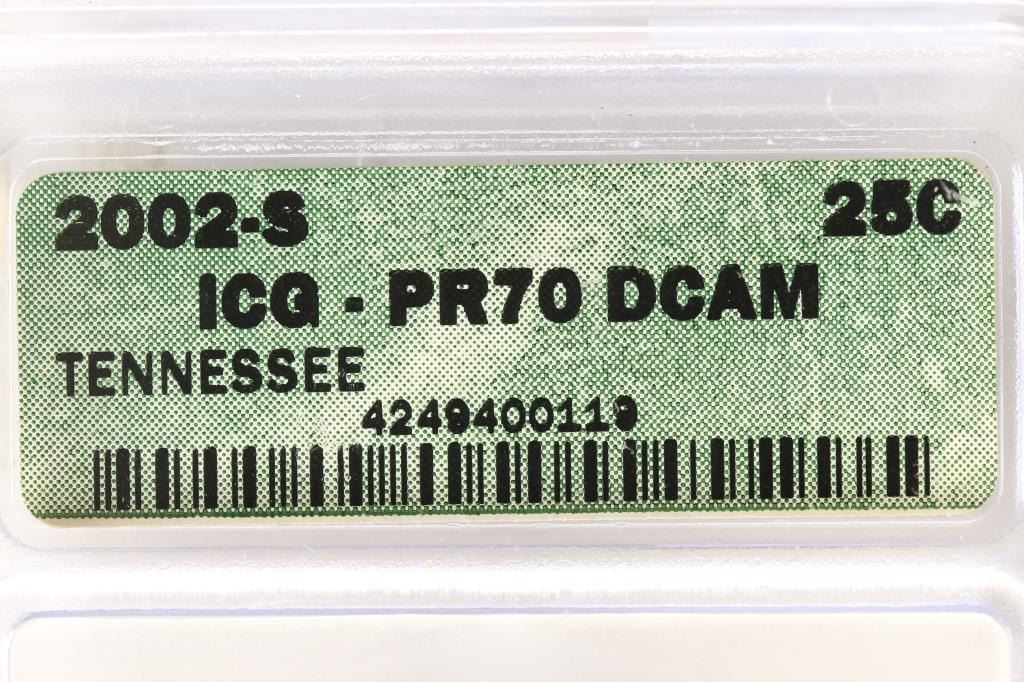 2002-S 25C
ICG - PR70 DCAM
TENNESSEE
4249400119